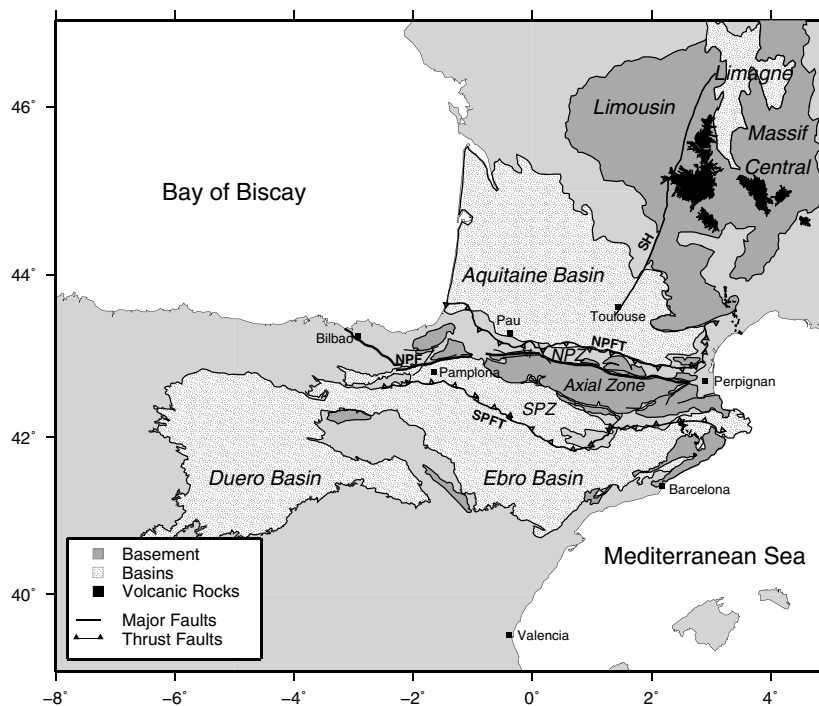 Limagne
46°
Limousin
Massif
Central
Bay of Biscay
SH
44°
Aquitaine Basin
Toulouse
Pau
Bilbao
NPFT
NPF
NPZ
Pamplona
Axial Zone
Perpignan
SPZ
SPFT
42°
Duero Basin
Ebro Basin
Barcelona
Mediterranean Sea
Basement
Basins
Volcanic Rocks
Major Faults
Thrust Faults
40°
Valencia
−8° −6° −4° −2° 0° 2° 4°